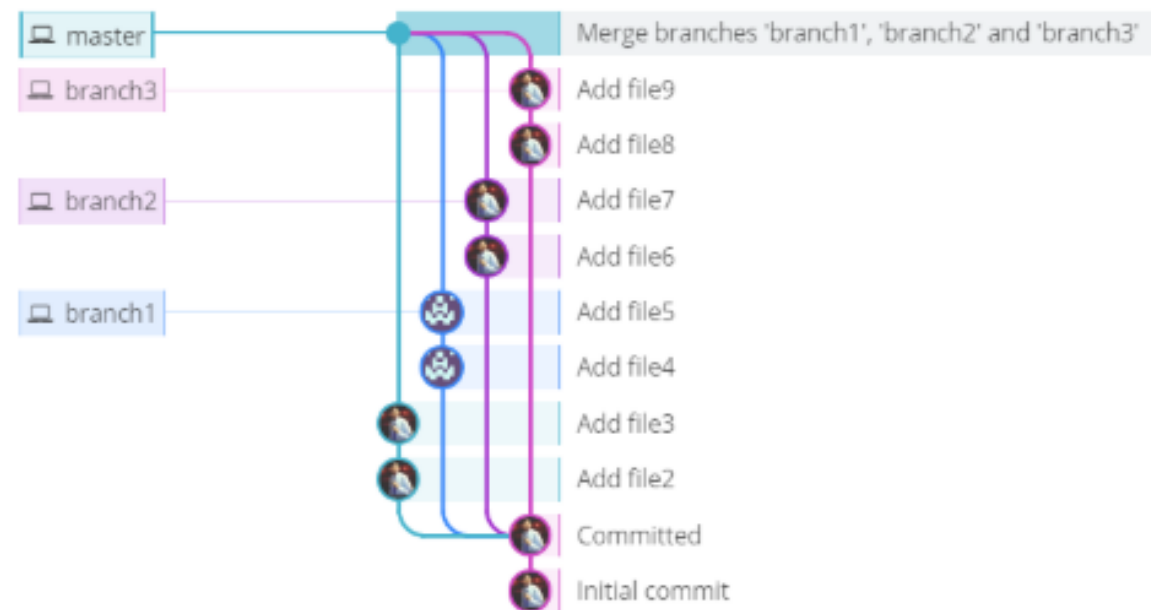 master Merge branches 'branch1', 'branch2' and 'branch3'
branch3 Add file9
Add file8
branch2 Add file7
Add file6
branch1 Add file5
Add file4
Add file3
Add file2
Committed
Initial commit